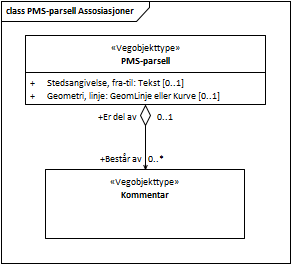 class PMS-parsell Assosiasjoner
«Vegobjekttype»
PMS-parsell
+ Stedsangivelse, fra-til: Tekst [0..1]
+ Geometri, linje: GeomLinje eller Kurve [0..1]
+Er del av 0..1
+Består av 0..*
«Vegobjekttype»
Kommentar